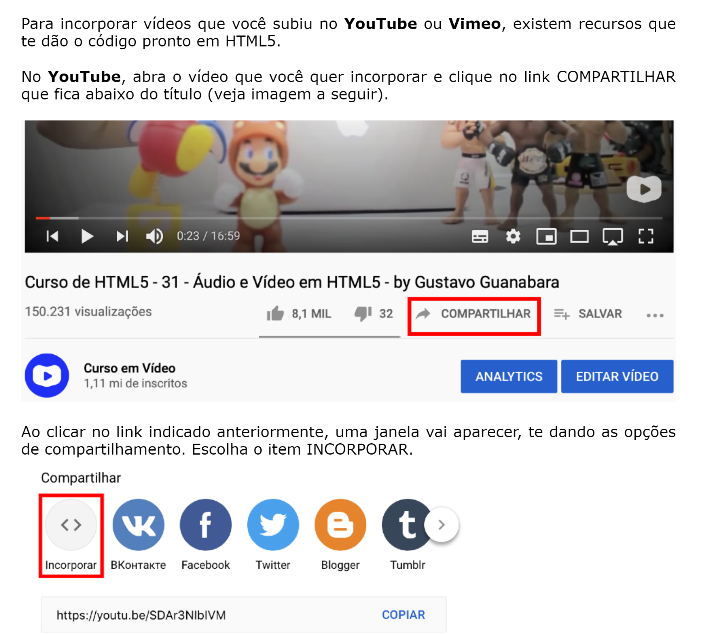 Para incorporar vídeos que você subiu no YouTube ou Vimeo, existem recursos que
te dão o código pronto em HTML5.
No YouTube, abra o vídeo que você quer incorporar e clique no link COMPARTILHAR
que fica abaixo do título (veja imagem a seguir).
0:23 / 16:59
Curso de HTML5 - 31 - Áudio e Vídeo em HTML5 - by Gustavo Guanabara
150.231 visualizações 8,1 MIL 32 COMPARTILHAR SALVAR
Curso em Vídeo
1,11 mi de inscritos
ANALYTICS EDITAR VÍDEO
Ao clicar no link indicado anteriormente, uma janela vai aparecer, te dando as opções
de compartilhamento. Escolha o item INCORPORAR.
Compartilhar
Incorporar ВКонтакте Facebook Twitter Blogger Tumblr
https://youtu.be/SDAr3NIbIVM COPIAR